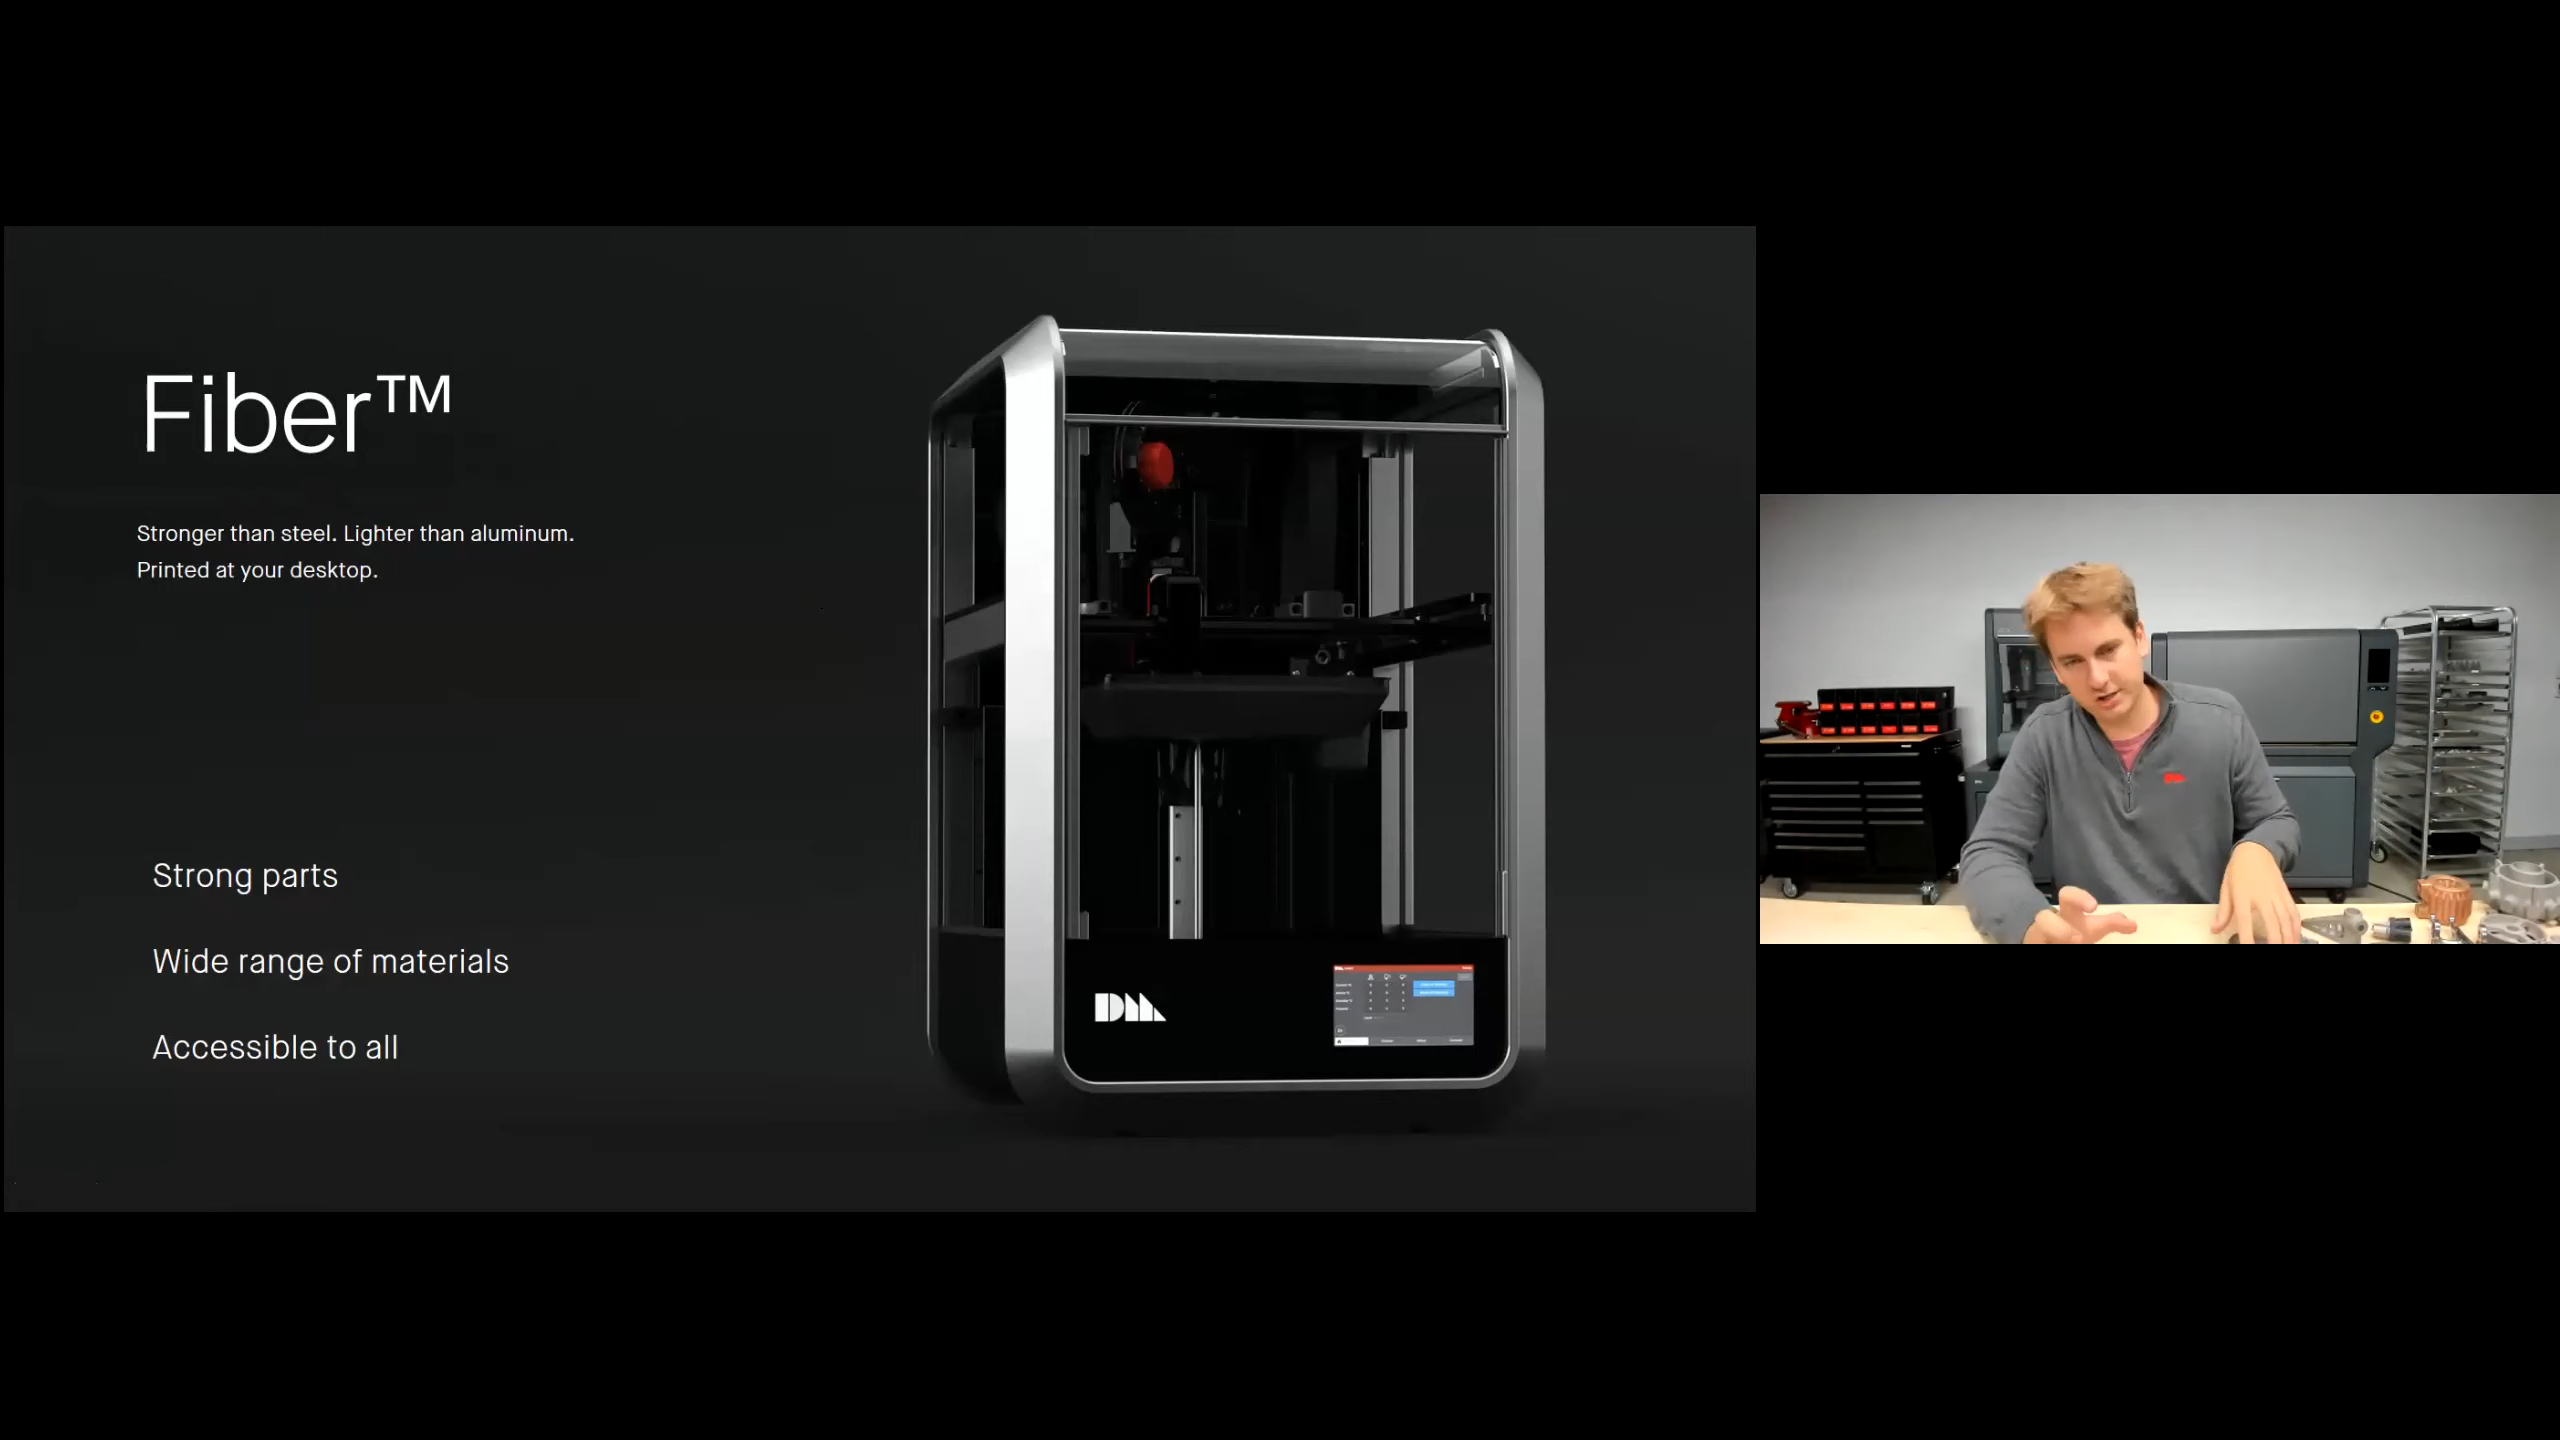 Fiber™
Stronger than steel. Lighter than aluminum.
Printed at your desktop.
Strong parts
Wide range of materials
Accessible to all
DM